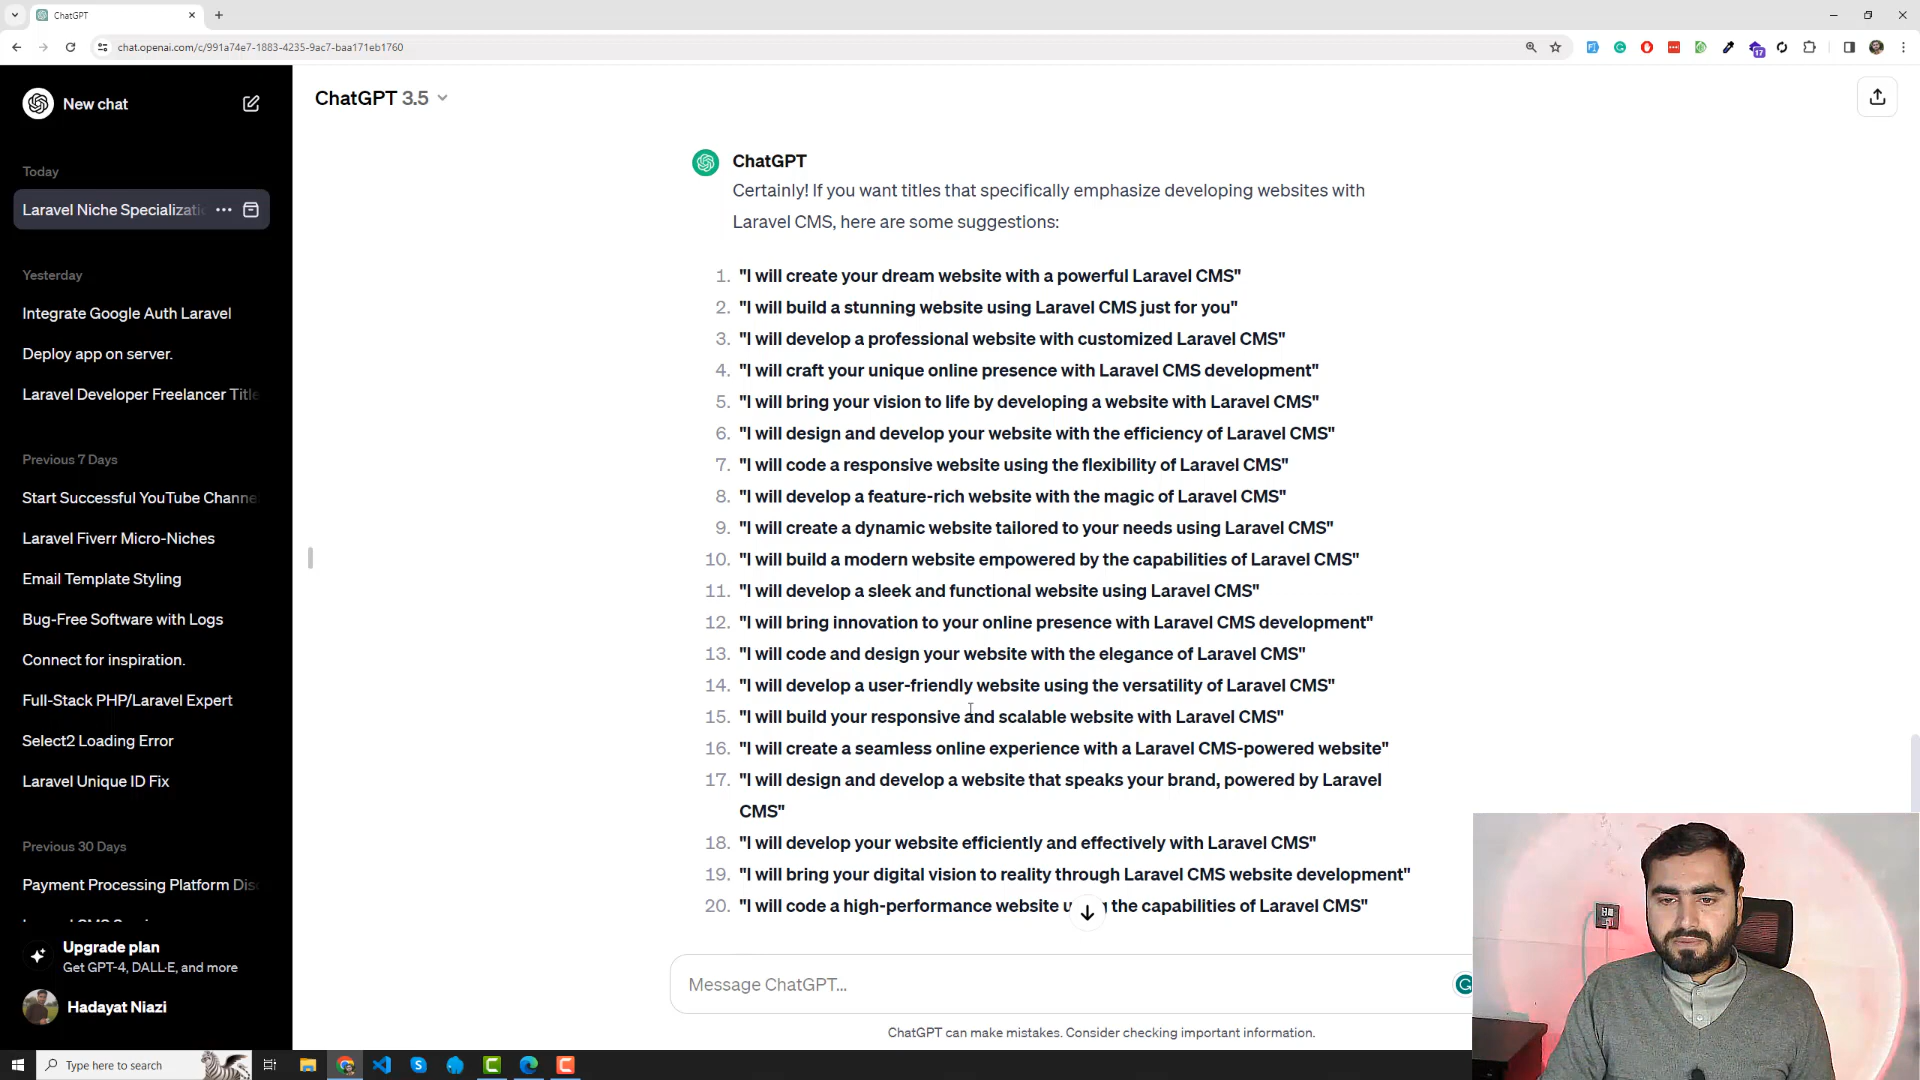 ChatGPT
chat.openai.com/c/991a74e7-1883-4235-9ac7-baa171eb1760
17
New chat
Today
Laravel Niche Specializati
Yesterday
Integrate Google Auth Laravel
Deploy app on server.
Laravel Developer Freelancer Title
Previous 7 Days
Start Successful YouTube Channe
Laravel Fiverr Micro-Niches
Email Template Styling
Bug-Free Software with Logs
Connect for inspiration.
Full-Stack PHP/Laravel Expert
Select2 Loading Error
Laravel Unique ID Fix
Previous 30 Days
Payment Processing Platform Dis
Upgrade plan
Get GPT-4, DALL·E, and more
Hadayat Niazi
ChatGPT 3.5
ChatGPT
Certainly! If you want titles that specifically emphasize developing websites with
Laravel CMS, here are some suggestions:
1. "I will create your dream website with a powerful Laravel CMS"
2. "I will build a stunning website using Laravel CMS just for you"
3. "I will develop a professional website with customized Laravel CMS"
4. "I will craft your unique online presence with Laravel CMS development"
5. "I will bring your vision to life by developing a website with Laravel CMS"
6. "I will design and develop your website with the efficiency of Laravel CMS"
7. "I will code a responsive website using the flexibility of Laravel CMS"
8. "I will develop a feature-rich website with the magic of Laravel CMS"
9. "I will create a dynamic website tailored to your needs using Laravel CMS"
10. "I will build a modern website empowered by the capabilities of Laravel CMS"
11. "I will develop a sleek and functional website using Laravel CMS"
12. "I will bring innovation to your online presence with Laravel CMS development"
13. "I will code and design your website with the elegance of Laravel CMS"
14. "I will develop a user-friendly website using the versatility of Laravel CMS"
15. "I will build your responsive and scalable website with Laravel CMS"
16. "I will create a seamless online experience with a Laravel CMS-powered website"
17. "I will design and develop a website that speaks your brand, powered by Laravel
CMS"
18. "I will develop your website efficiently and effectively with Laravel CMS"
19. "I will bring your digital vision to reality through Laravel CMS website development"
20. "I will code a high-performance website the capabilities of Laravel CMS"
Message ChatGPT...
ChatGPT can make mistakes. Consider checking important information.
Type here to search